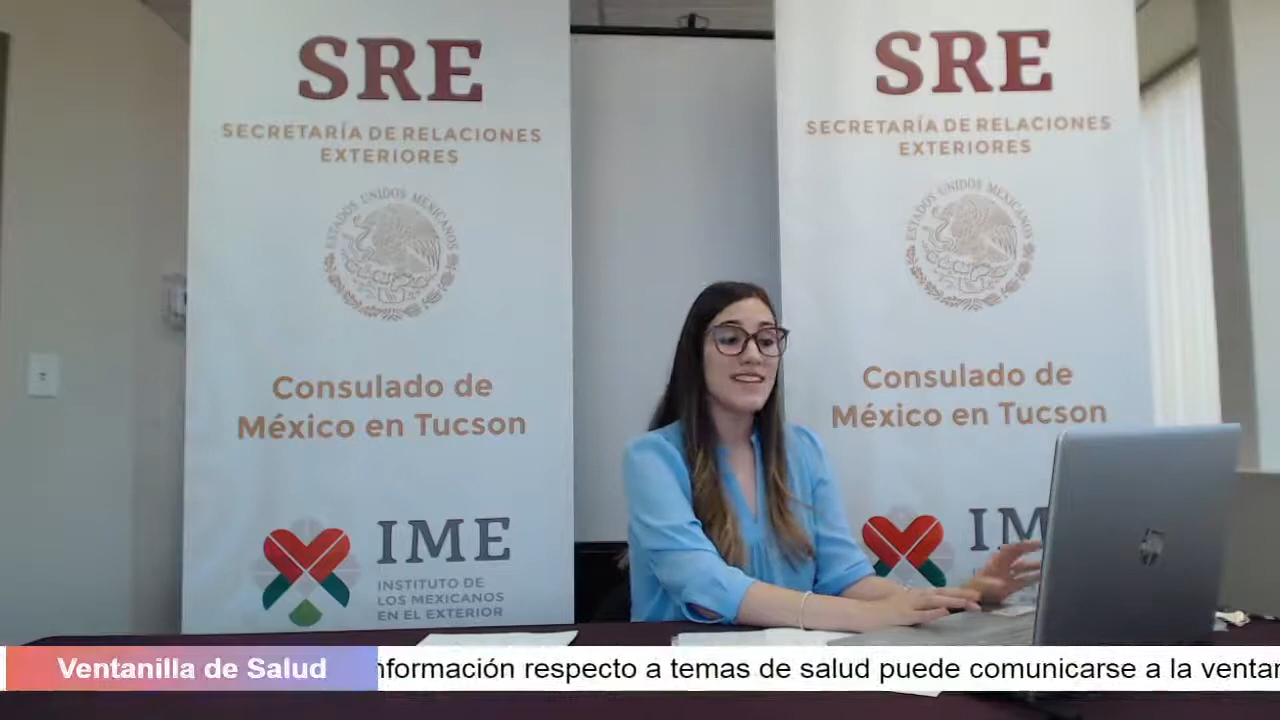 SRE
SECRETARÍA DE RELACIONES
EXTERIORES
ESTADOS UNIDOS MEXICANOS
Consulado de
México en Tucson
IME
INSTITUTO DE
LOS MEXICANOS
EN EL EXTERIOR
SRE
SECRETARÍA DE RELACIONES
EXTERIORES
ESTADOS UNIDOS MEXICANOS
Consulado de
México en Tucson
IM
hp
Ventanilla de Salud
nformación respecto a temas de salud puede comunicarse a la ventan